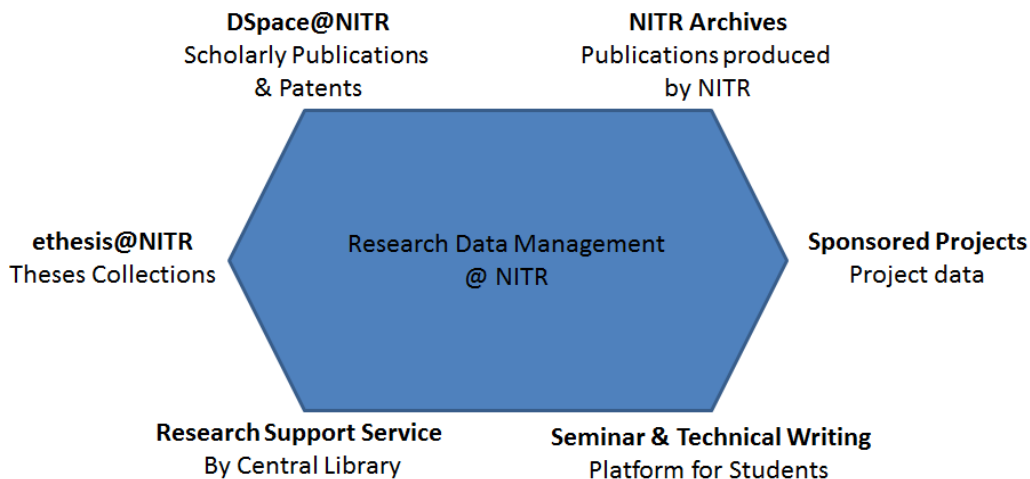 DSpace@NITR
Scholarly Publications
& Patents
NITR Archives
Publications produced
by NITR
ethesis@NITR
Theses Collections
Research Data Management
@ NITR
Sponsored Projects
Project data
Research Support Service
By Central Library
Seminar & Technical Writing
Platform for Students